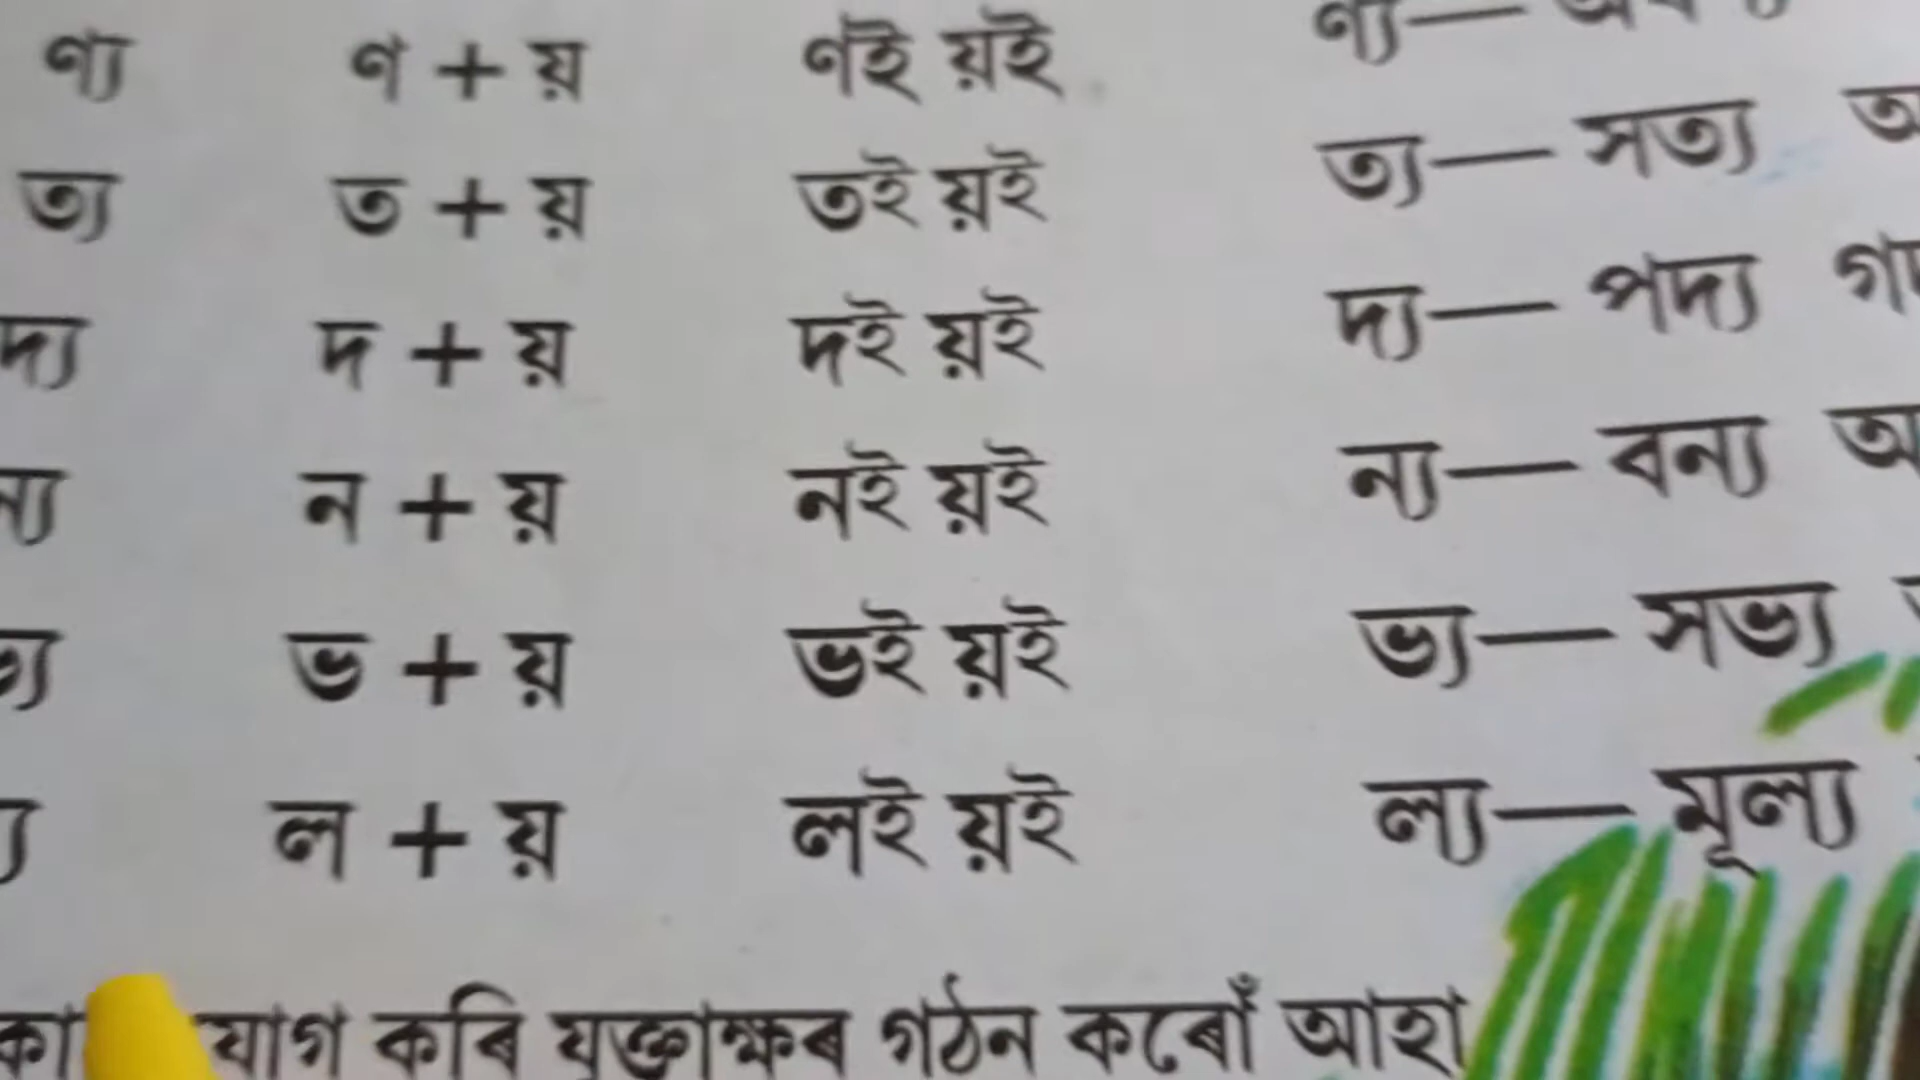 ণ্য ণ + য় ণই য়ই ণ্য—
ত্য ত + য় তই য়ই ত্য— সত্য
দ্য দ + য় দই য়ই দ্য— পদ্য
ন্য ন + য় নই য়ই ন্য— বন্য
ভ্য ভ + য় ভই য়ই ভ্য— সভ্য
ল + য় লই য়ই ল্য— মূল্য
যোগ কৰি যুক্তাক্ষৰ গঠন কৰোঁ আহা